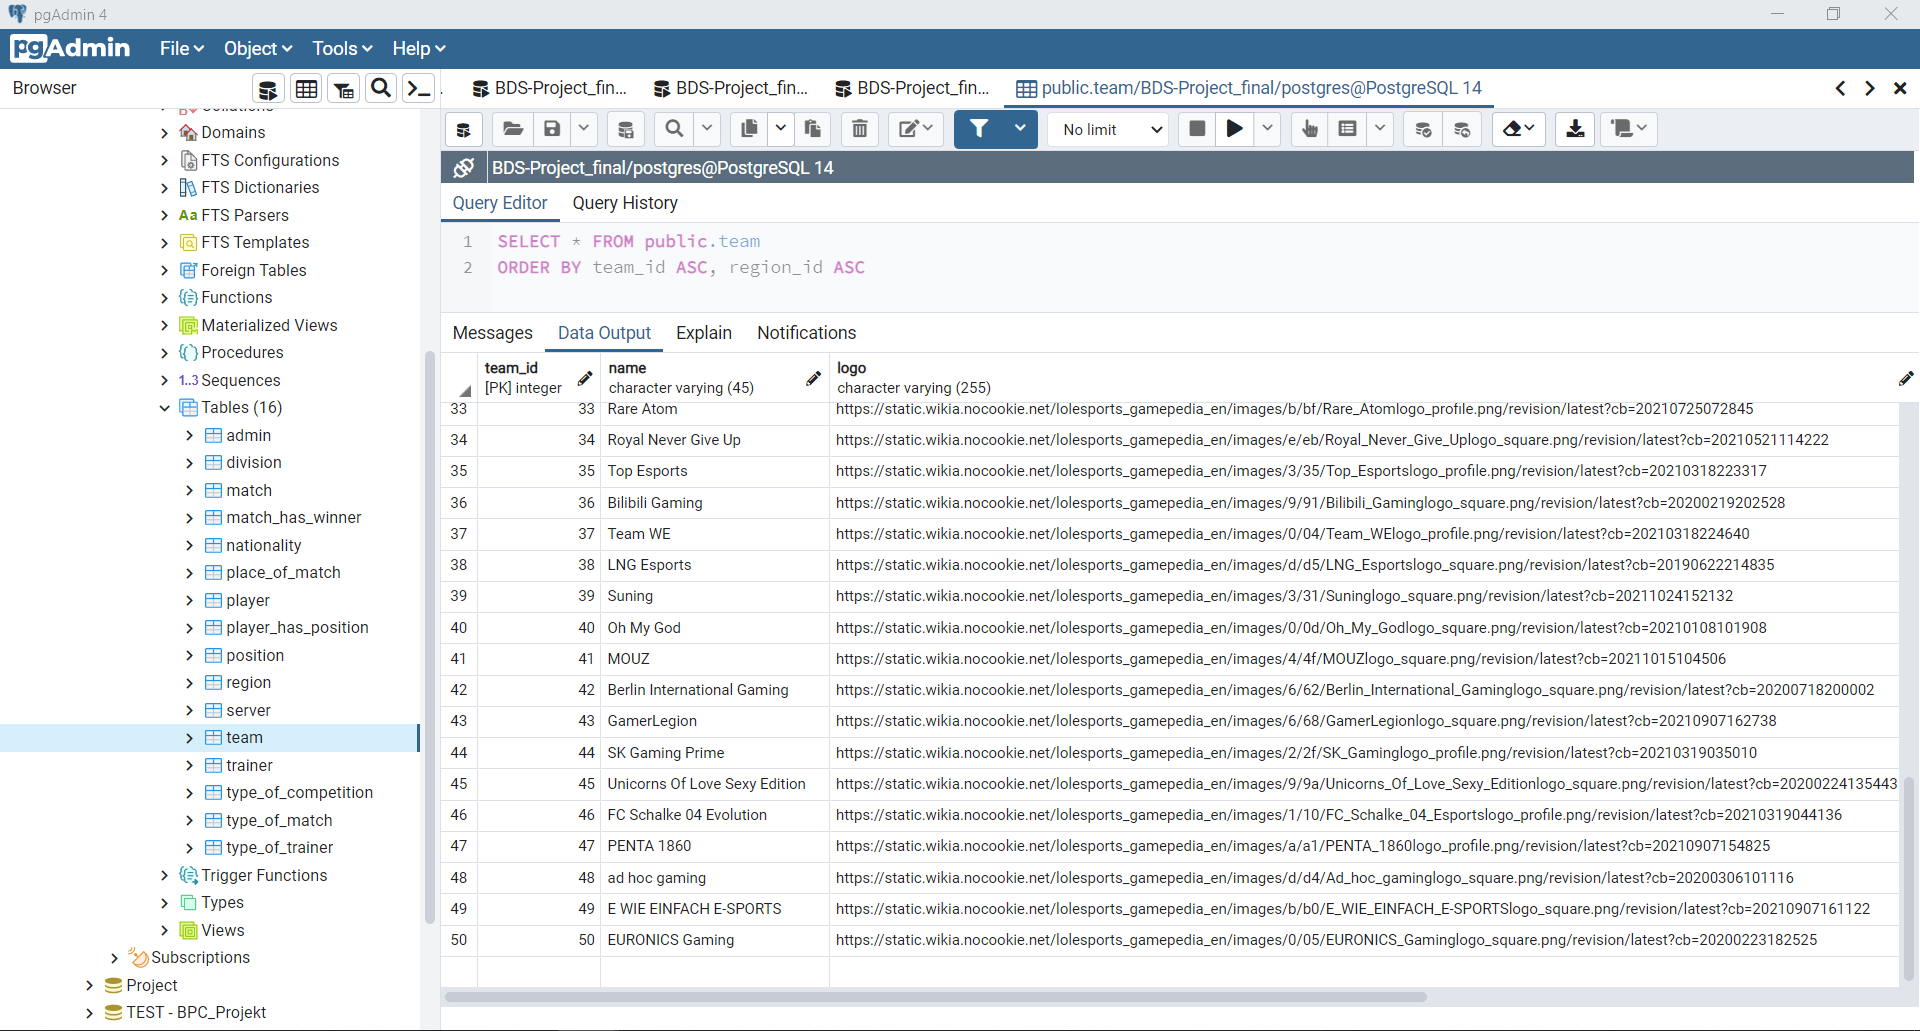 pgAdmin 4
pgAdmin File Object Tools Help
Browser
BDS-Project_fin... BDS-Project_fin... BDS-Project_fin... public.team/BDS-Project_final/postgres@PostgreSQL 14
No limit
BDS-Project_final/postgres@PostgreSQL 14
Query Editor Query History
1 SELECT * FROM public.team
2 ORDER BY team_id ASC, region_id ASC
Messages Data Output Explain Notifications
team_id
[PK] integer
name
character varying (45)
logo
character varying (255)
33 33 Rare Atom https://static.wikia.nocookie.net/lolesports_gamepedia_en/images/b/bf/Rare_Atomlogo_profile.png/revision/latest?cb=20210725072845
34 34 Royal Never Give Up https://static.wikia.nocookie.net/lolesports_gamepedia_en/images/e/eb/Royal_Never_Give_Uplogo_square.png/revision/latest?cb=20210521114222
35 35 Top Esports https://static.wikia.nocookie.net/lolesports_gamepedia_en/images/3/35/Top_Esportslogo_profile.png/revision/latest?cb=20210318223317
36 36 Bilibili Gaming https://static.wikia.nocookie.net/lolesports_gamepedia_en/images/9/91/Bilibili_Gaminglogo_square.png/revision/latest?cb=20200219202528
37 37 Team WE https://static.wikia.nocookie.net/lolesports_gamepedia_en/images/0/04/Team_WElogo_profile.png/revision/latest?cb=20210318224640
38 38 LNG Esports https://static.wikia.nocookie.net/lolesports_gamepedia_en/images/d/d5/LNG_Esportslogo_square.png/revision/latest?cb=20190622214835
39 39 Suning https://static.wikia.nocookie.net/lolesports_gamepedia_en/images/3/31/Suninglogo_square.png/revision/latest?cb=20211024152132
40 40 Oh My God https://static.wikia.nocookie.net/lolesports_gamepedia_en/images/0/0d/Oh_My_Godlogo_square.png/revision/latest?cb=20210108101908
41 41 MOUZ https://static.wikia.nocookie.net/lolesports_gamepedia_en/images/4/4f/MOUZlogo_square.png/revision/latest?cb=20211015104506
42 42 Berlin International Gaming https://static.wikia.nocookie.net/lolesports_gamepedia_en/images/6/62/Berlin_International_Gaminglogo_square.png/revision/latest?cb=20200718200002
43 43 GamerLegion https://static.wikia.nocookie.net/lolesports_gamepedia_en/images/6/68/GamerLegionlogo_square.png/revision/latest?cb=20210907162738
44 44 SK Gaming Prime https://static.wikia.nocookie.net/lolesports_gamepedia_en/images/2/2f/SK_Gaminglogo_profile.png/revision/latest?cb=20210319035010
45 45 Unicorns Of Love Sexy Edition https://static.wikia.nocookie.net/lolesports_gamepedia_en/images/9/9a/Unicorns_Of_Love_Sexy_Editionlogo_square.png/revision/latest?cb=20200224135443
46 46 FC Schalke 04 Evolution https://static.wikia.nocookie.net/lolesports_gamepedia_en/images/1/10/FC_Schalke_04_Esportslogo_profile.png/revision/latest?cb=20210319044136
47 47 PENTA 1860 https://static.wikia.nocookie.net/lolesports_gamepedia_en/images/a/a1/PENTA_1860logo_profile.png/revision/latest?cb=20210907154825
48 48 ad hoc gaming https://static.wikia.nocookie.net/lolesports_gamepedia_en/images/d/d4/Ad_hoc_gaminglogo_square.png/revision/latest?cb=20200306101116
49 49 E WIE EINFACH E-SPORTS https://static.wikia.nocookie.net/lolesports_gamepedia_en/images/b/b0/E_WIE_EINFACH_E-SPORTSlogo_square.png/revision/latest?cb=20210907161122
50 50 EURONICS Gaming https://static.wikia.nocookie.net/lolesports_gamepedia_en/images/0/05/EURONICS_Gaminglogo_square.png/revision/latest?cb=20200223182525
Domains
FTS Configurations
FTS Dictionaries
Aa FTS Parsers
FTS Templates
Foreign Tables
Functions
Materialized Views
Procedures
1..3 Sequences
Tables (16)
admin
division
match
match_has_winner
nationality
place_of_match
player
player_has_position
position
region
server
team
trainer
type_of_competition
type_of_match
type_of_trainer
Trigger Functions
Types
Views
Subscriptions
Project
TEST - BPC_Projekt